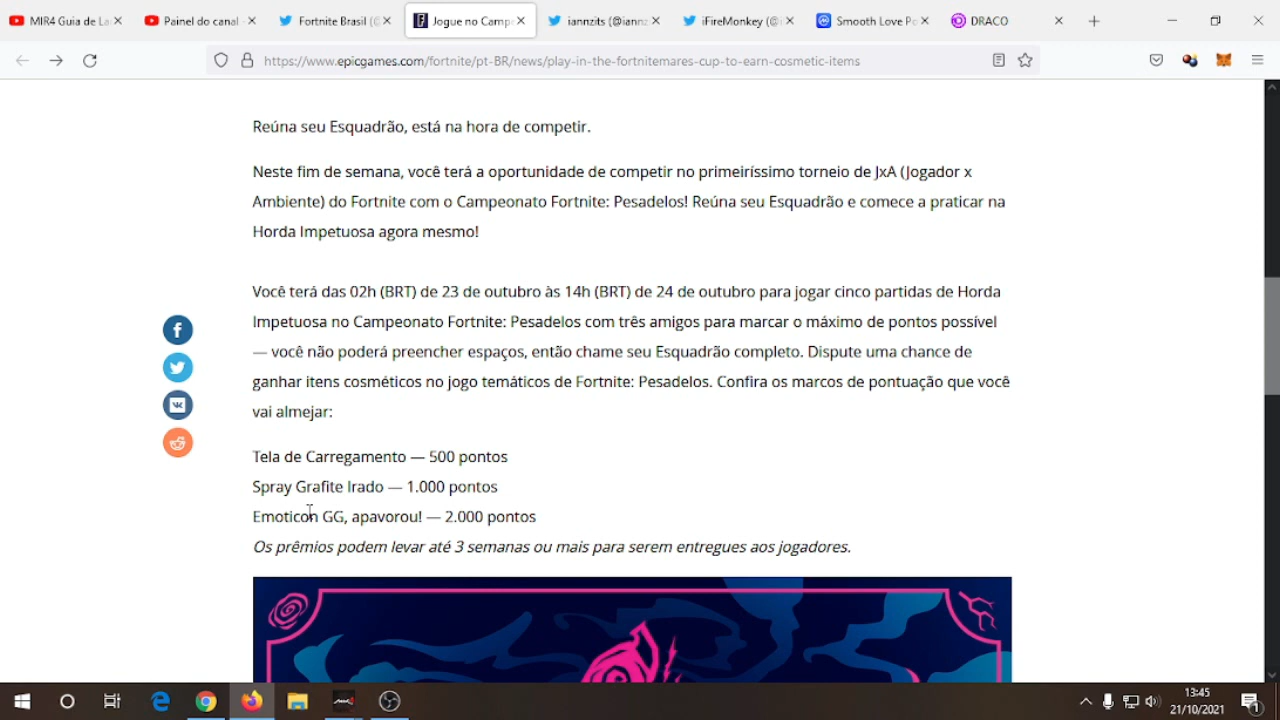 MIR4 Guia de La
Painel do canal -
Fortnite Brasil (@
Jogue no Campe
iannzits (@iannz
iFireMonkey (@i
Smooth Love Po
DRACO
https://www.epicgames.com/fortnite/pt-BR/news/play-in-the-fortnitemares-cup-to-earn-cosmetic-items
Reúna seu Esquadrão, está na hora de competir.
Neste fim de semana, você terá a oportunidade de competir no primeiríssimo torneio de JxA (Jogador x
Ambiente) do Fortnite com o Campeonato Fortnite: Pesadelos! Reúna seu Esquadrão e comece a praticar na
Horda Impetuosa agora mesmo!
Você terá das 02h (BRT) de 23 de outubro às 14h (BRT) de 24 de outubro para jogar cinco partidas de Horda
Impetuosa no Campeonato Fortnite: Pesadelos com três amigos para marcar o máximo de pontos possível
— você não poderá preencher espaços, então chame seu Esquadrão completo. Dispute uma chance de
ganhar itens cosméticos no jogo temáticos de Fortnite: Pesadelos. Confira os marcos de pontuação que você
vai almejar:
Tela de Carregamento — 500 pontos
Spray Grafite Irado — 1.000 pontos
Emoticon GG, apavorou! — 2.000 pontos
Os prêmios podem levar até 3 semanas ou mais para serem entregues aos jogadores.
13:45
21/10/2021
1